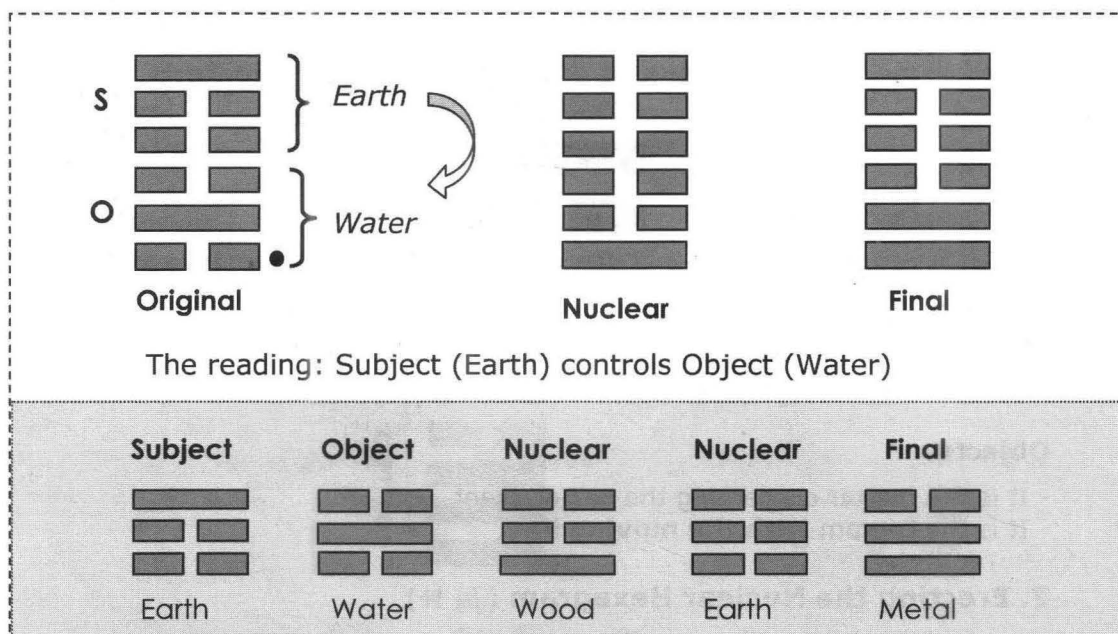 S
Earth
O
Water
Original
Nuclear
Final
The reading: Subject (Earth) controls Object (Water)
Subject Object Nuclear Nuclear Final
Earth Water Wood Earth Metal